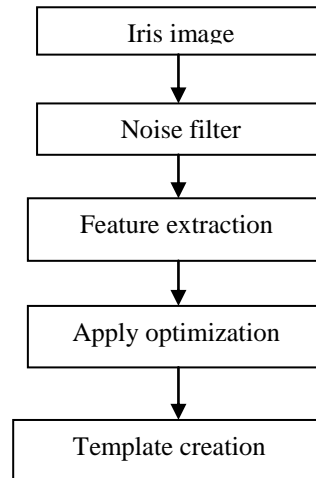 Iris image
Noise filter
Feature extraction
Apply optimization
Template creation